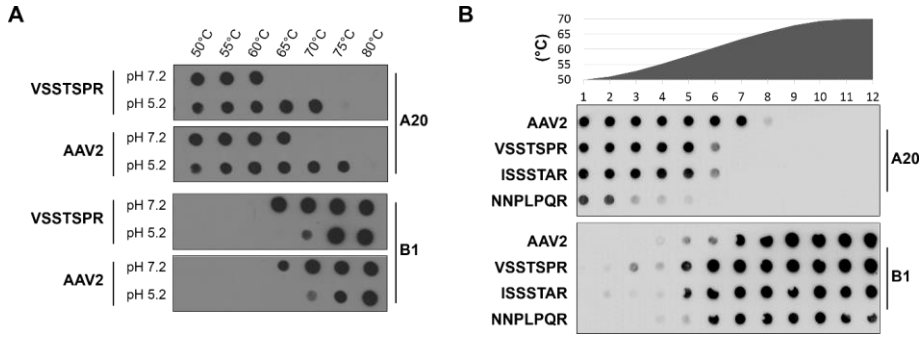 A
50°C 55°C 60°C 65°C 70°C 75°C 80°C
VSSTSPR
pH 7.2
pH 5.2
AAV2
pH 7.2
pH 5.2
A20
VSSTSPR
pH 7.2
pH 5.2
AAV2
pH 7.2
pH 5.2
B1
B
(°C)
70
65
60
55
50
1 2 3 4 5 6 7 8 9 10 11 12
AAV2
VSSTSPR
ISSSTAR
NNPLPQR
A20
AAV2
VSSTSPR
ISSSTAR
NNPLPQR
B1